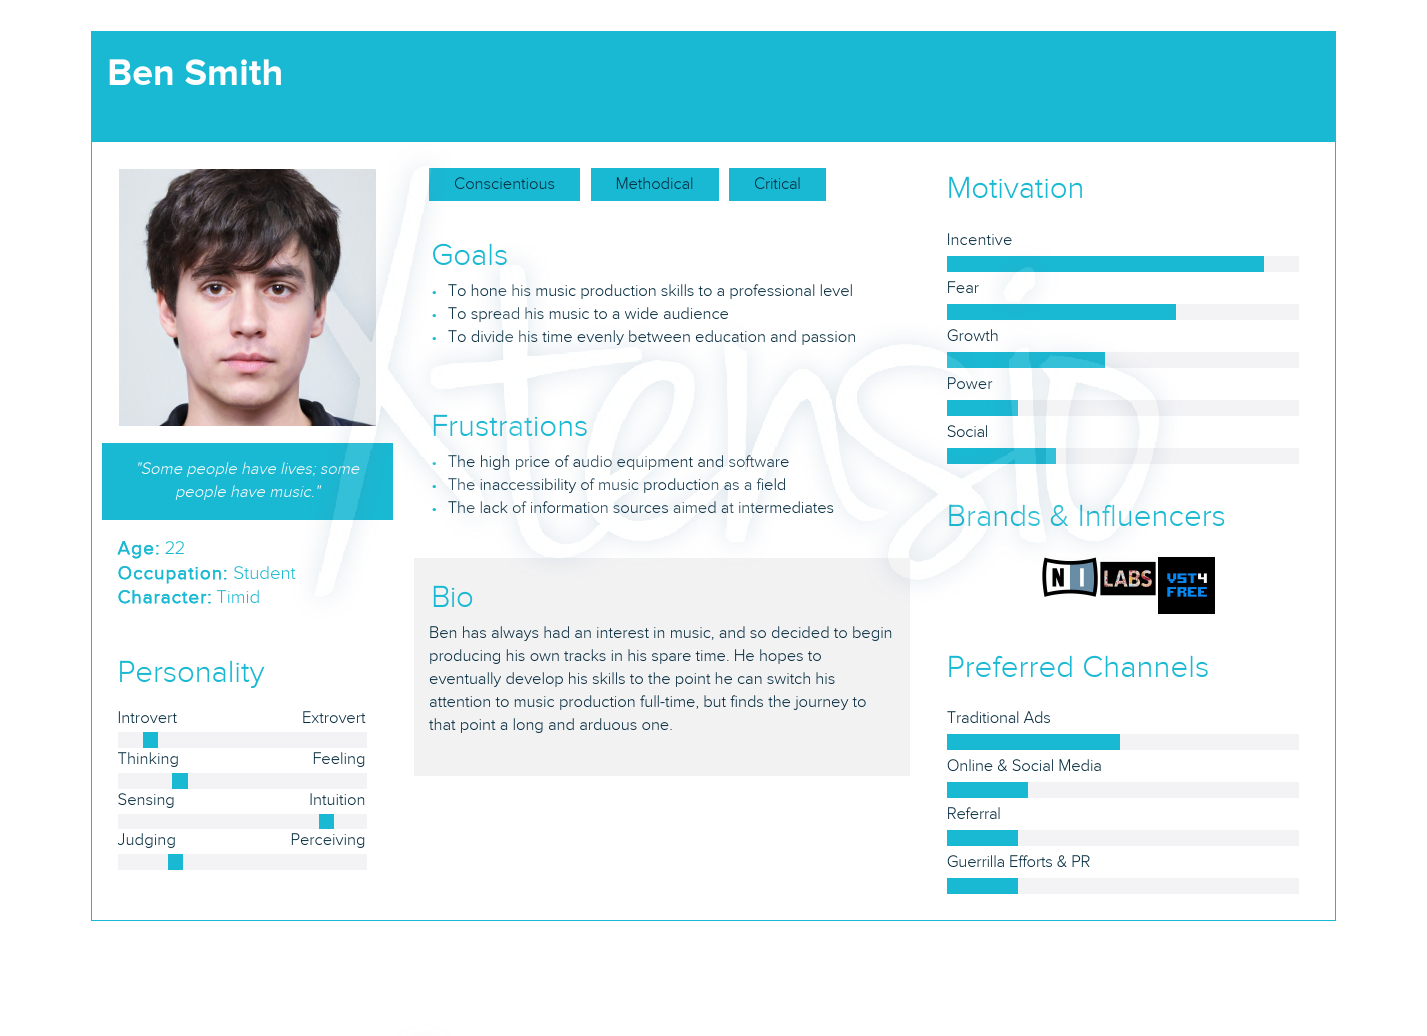 Ben Smith
"Some people have lives; some
people have music."
Age: 22
Occupation: Student
Character: Timid
Personality
Introvert Extrovert
Thinking Feeling
Sensing Intuition
Judging Perceiving
Conscientious Methodical Critical
Goals
• To hone his music production skills to a professional level
• To spread his music to a wide audience
• To divide his time evenly between education and passion
Frustrations
• The high price of audio equipment and software
• The inaccessibility of music production as a field
• The lack of information sources aimed at intermediates
Bio
Ben has always had an interest in music, and so decided to begin
producing his own tracks in his spare time. He hopes to
eventually develop his skills to the point he can switch his
attention to music production full-time, but finds the journey to
that point a long and arduous one.
Motivation
Incentive
Fear
Growth
Power
Social
Brands & Influencers
NI LABS VST4
FREE
Preferred Channels
Traditional Ads
Online & Social Media
Referral
Guerrilla Efforts & PR
Xtensio